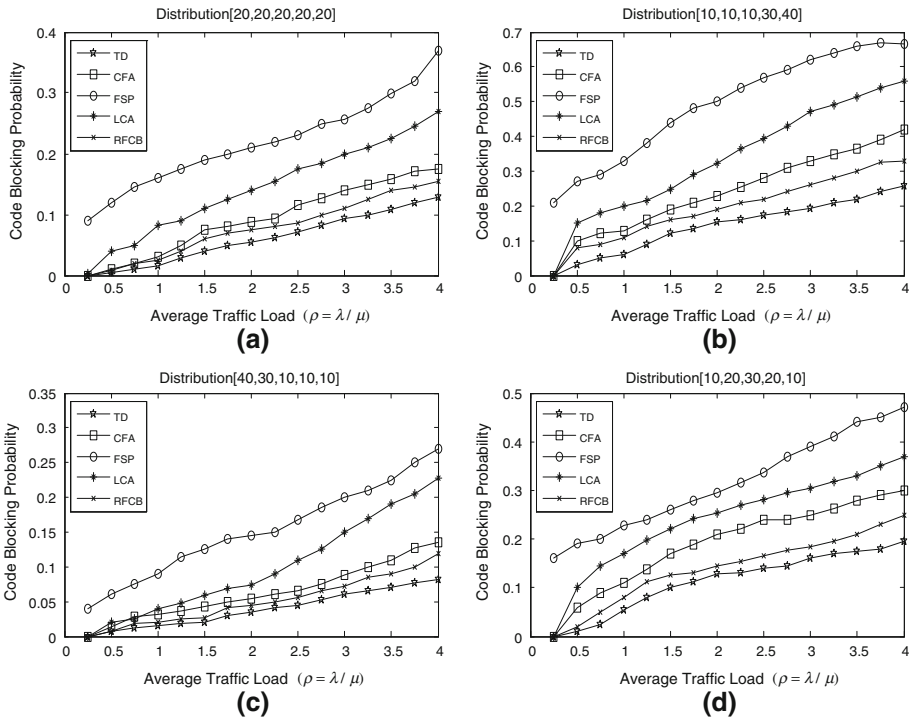 Distribution[20,20,20,20,20]
0.4
0.3
0.2
0.1
0
Code Blocking Probability
TD
CFA
FSP
LCA
RFCB
0 0.5 1 1.5 2 2.5 3 3.5 4
Average Traffic Load (ρ = λ / μ)
(a)
Distribution[10,10,10,30,40]
0.7
0.6
0.5
0.4
0.3
0.2
0.1
0
Code Blocking Probability
TD
CFA
FSP
LCA
RFCB
0 0.5 1 1.5 2 2.5 3 3.5 4
Average Traffic Load (ρ = λ / μ)
(b)
Distribution[40,30,10,10,10]
0.35
0.3
0.25
0.2
0.15
0.1
0.05
0
Code Blocking Probability
TD
CFA
FSP
LCA
RFCB
0 0.5 1 1.5 2 2.5 3 3.5 4
Average Traffic Load (ρ = λ / μ)
(c)
Distribution[10,20,30,20,10]
0.5
0.4
0.3
0.2
0.1
0
Code Blocking Probability
TD
CFA
FSP
LCA
RFCB
0 0.5 1 1.5 2 2.5 3 3.5 4
Average Traffic Load (ρ = λ / μ)
(d)